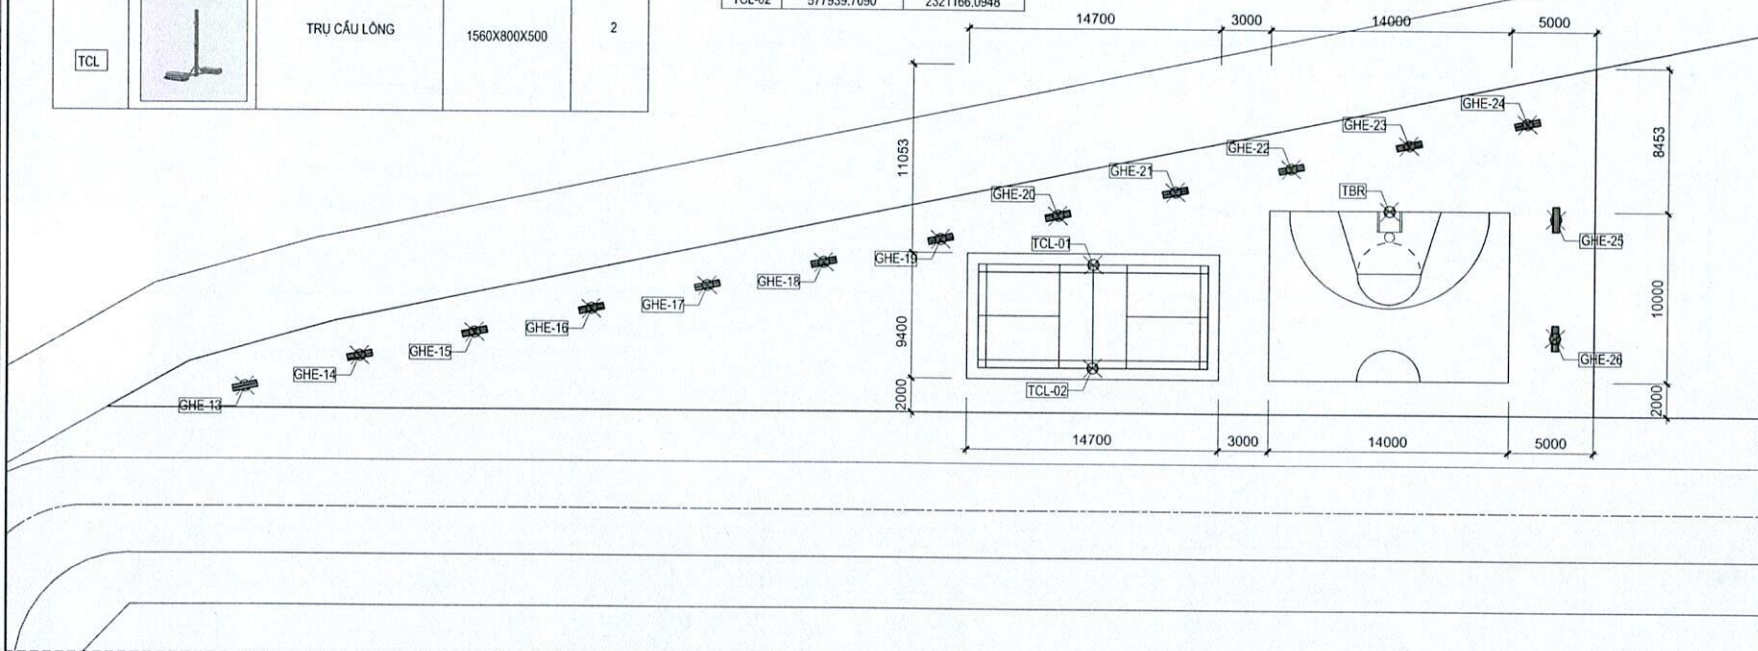 TCL
TRỤ CẦU LÔNG
1560X800X500
2
TCL-02 577939.7090 2321166.0948
14700
3000
14000
5000
11053
9400
2000
8453
10000
2000
GHE-24
GHE-23
GHE-22
GHE-21
GHE-20
TBR
TCL-01
GHE-25
GHE-19
GHE-18
GHE-17
GHE-16
GHE-15
GHE-14
GHE-13
GHE-26
TCL-02
14700
3000
14000
5000